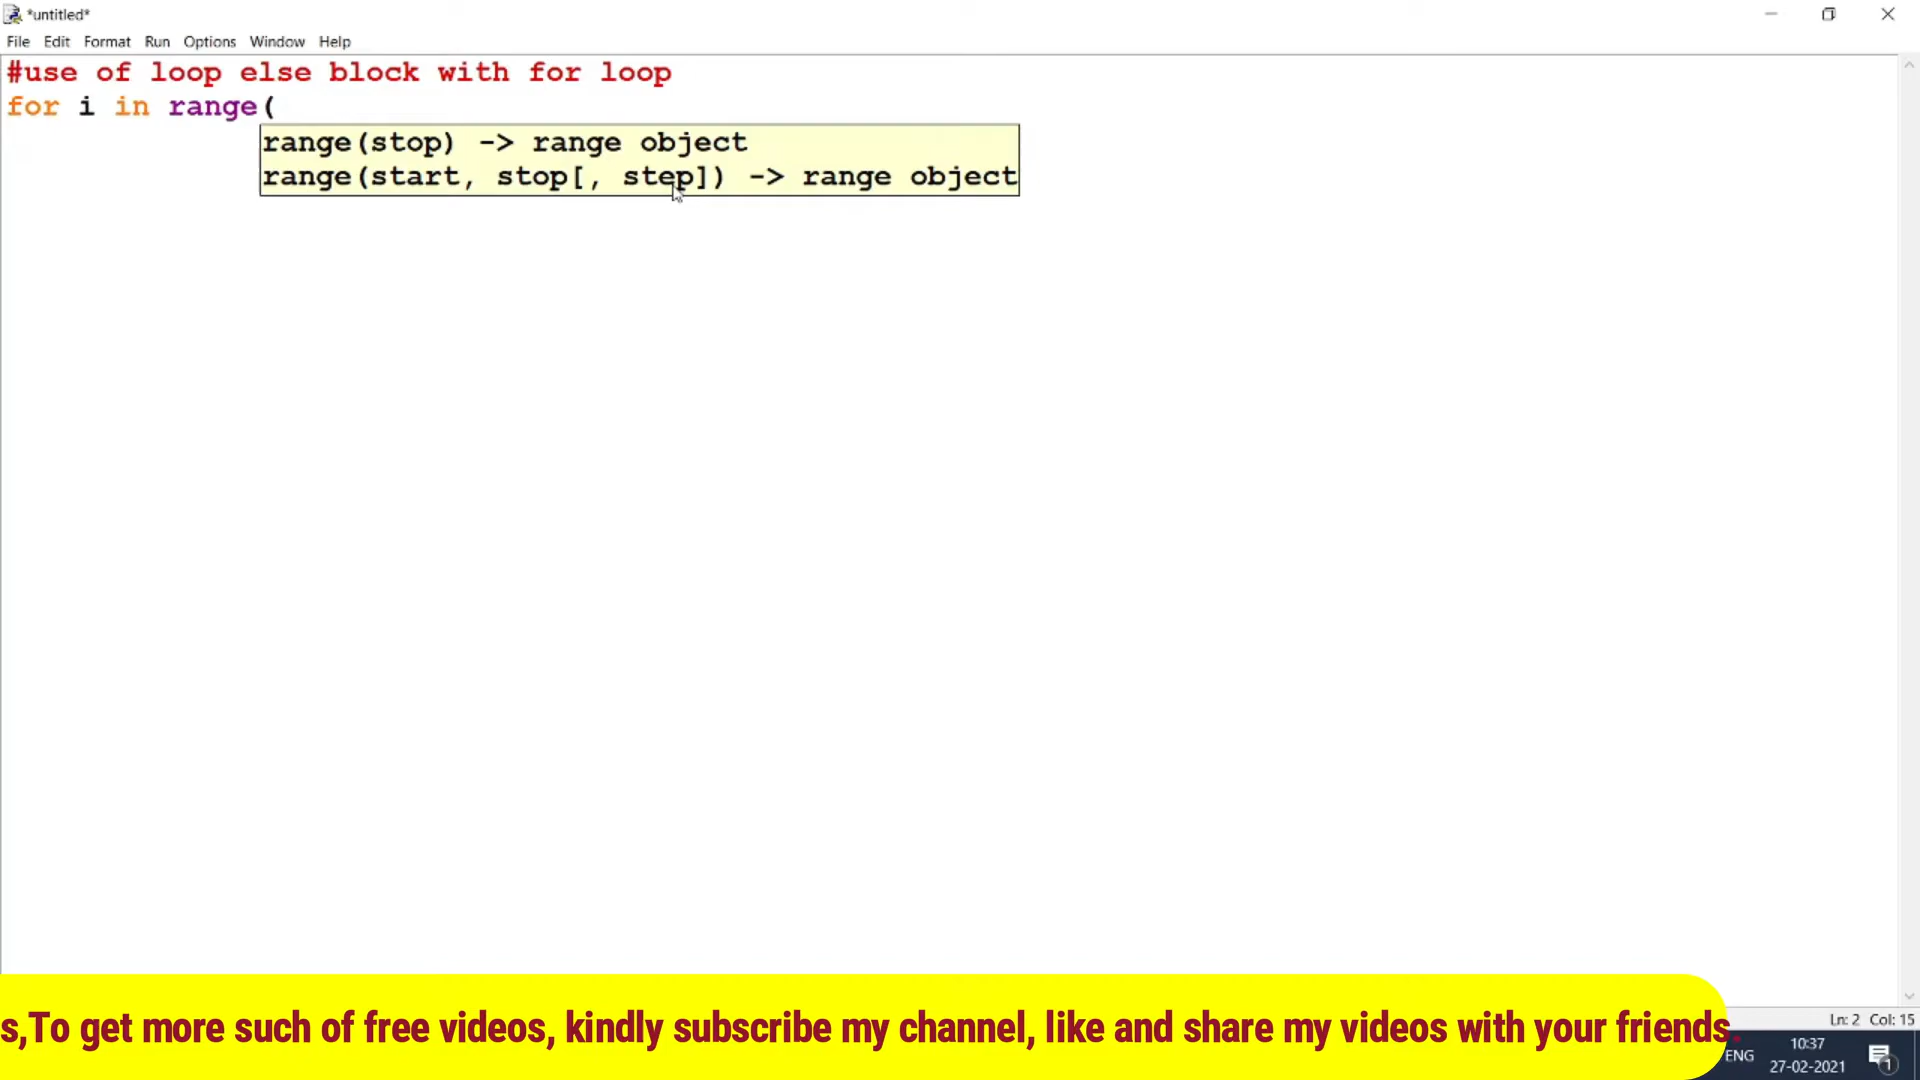 *untitled*
File Edit Format Run Options Window Help
#use of loop else block with for loop
for i in range(
range(stop) -> range object
range(start, stop[, step]) -> range object
s,To get more such of free videos, kindly subscribe my channel, like and share my videos with your friends.
Ln: 2 Col: 15
ENG
10:37
27-02-2021
1